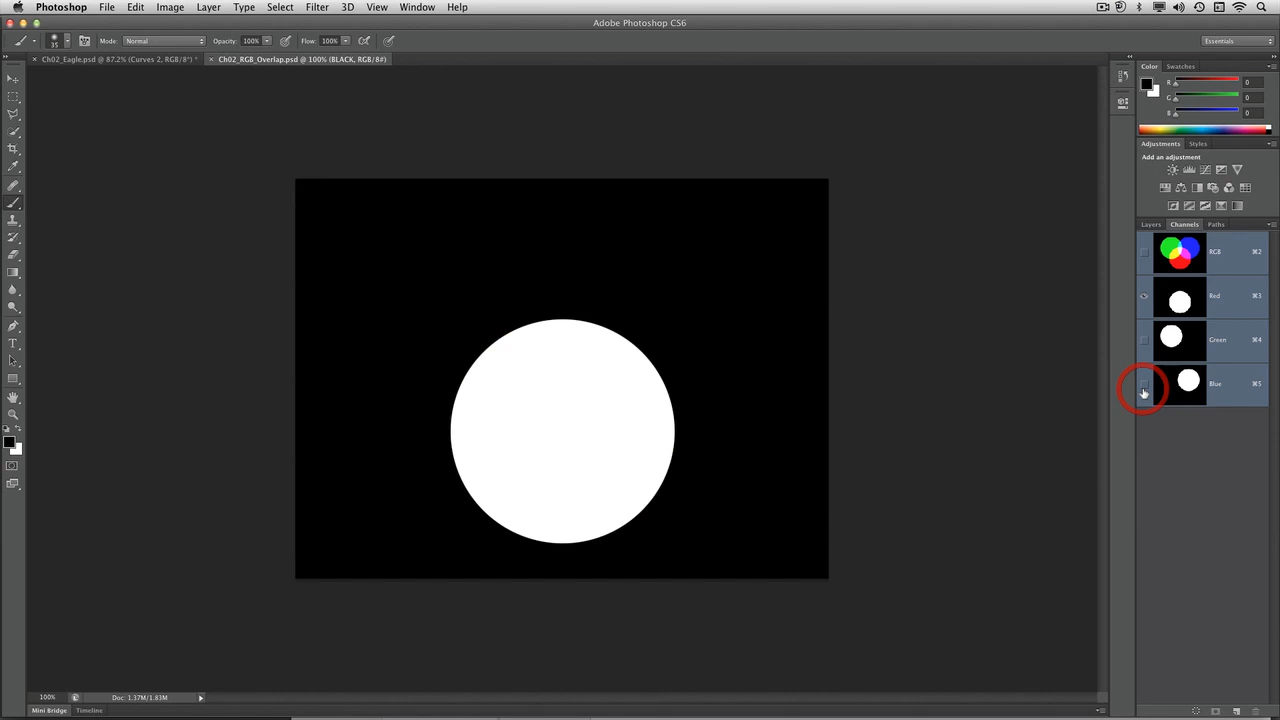 Photoshop File Edit Image Layer Type Select Filter 3D View Window Help
Adobe Photoshop CS6
35 Mode: Normal Opacity: 100% Flow: 100% Essentials
× Ch02_Eagle.psd @ 87.2% (Curves 2, RGB/8*) * × Ch02_RGB_Overlap.psd @ 100% (BLACK, RGB/8#)
Color Swatches
R 0
G 0
B 0
Adjustments Styles
Add an adjustment
Layers Channels Paths
RGB ⌘2
Red ⌘3
Green ⌘4
Blue ⌘5
100% Doc: 1.37M/1.83M
Mini Bridge Timeline